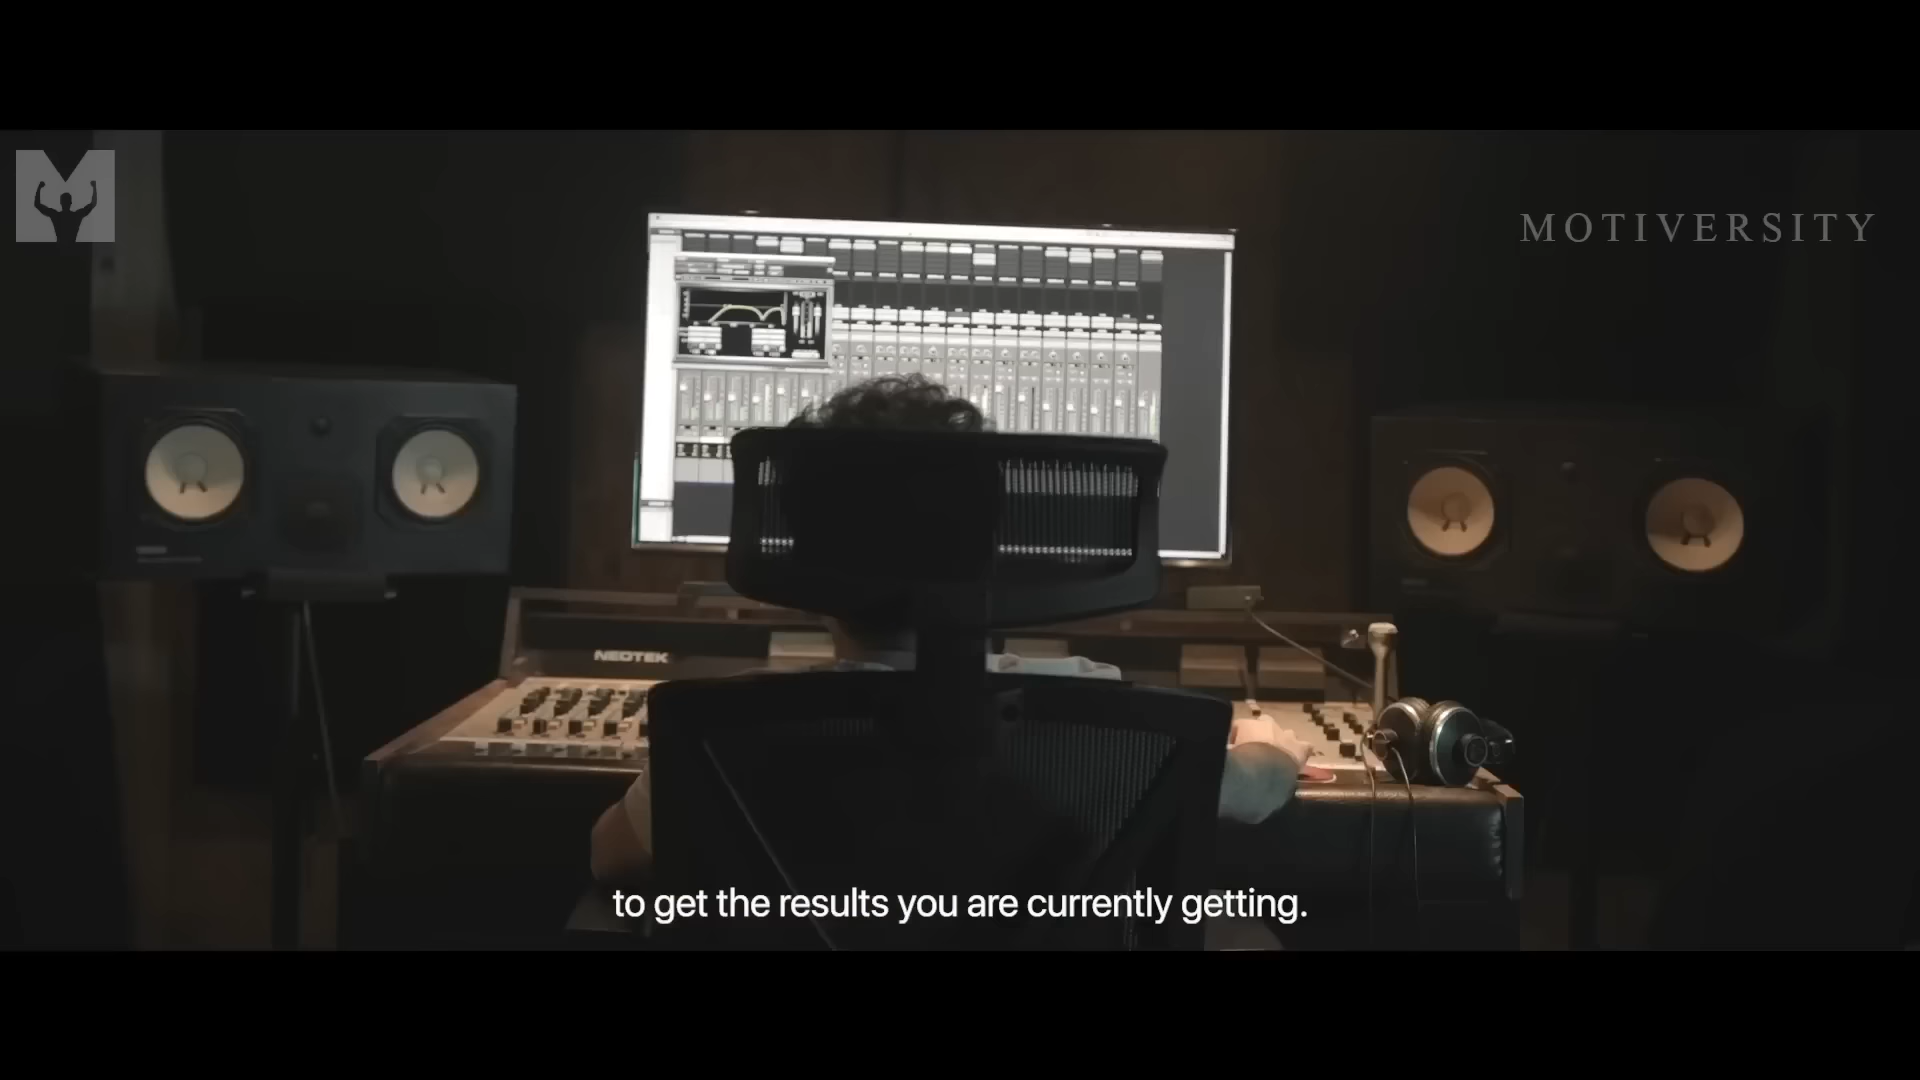 MOTIVERSITY
NEOTEK
to get the results you are currently getting.